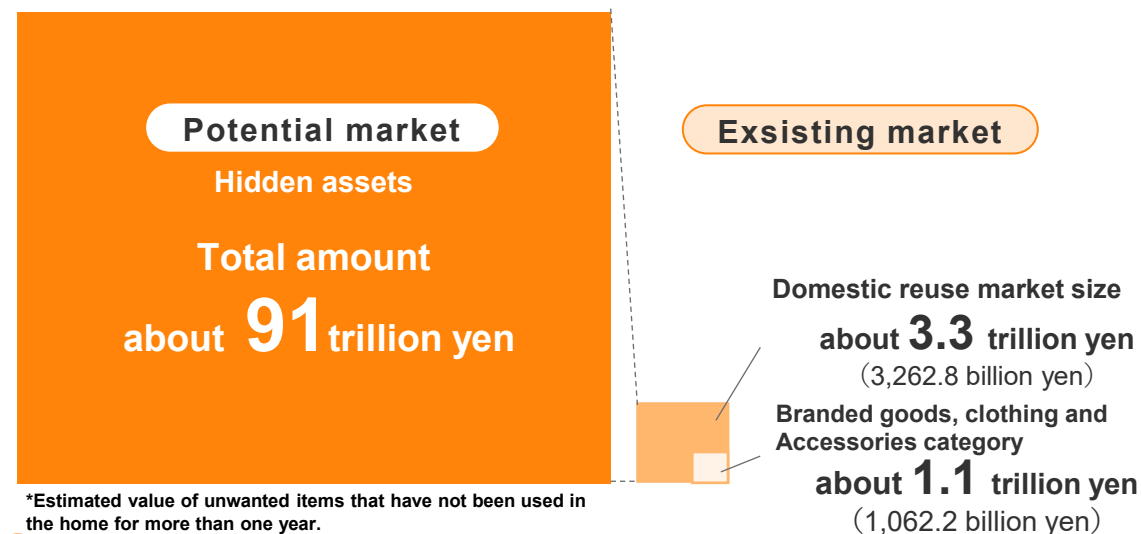 Potential market
Hidden assets
Total amount
about 91 trillion yen
*Estimated value of unwanted items that have not been used in
the home for more than one year.
Exsisting market
Domestic reuse market size
about 3.3 trillion yen
（3,262.8 billion yen）
Branded goods, clothing and
Accessories category
about 1.1 trillion yen
（1,062.2 billion yen）